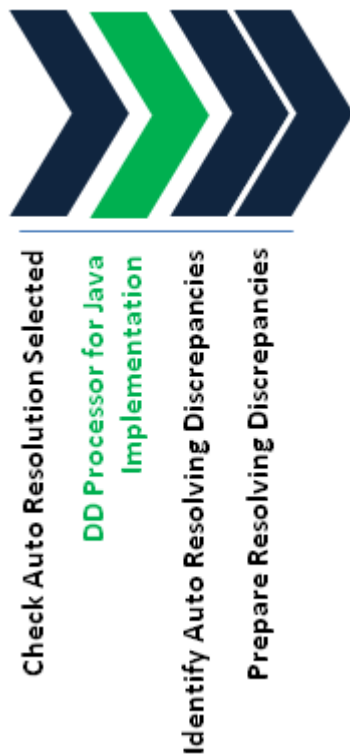 Check Auto Resolution Selected
DD Processor for Java
Implementation
Identify Auto Resolving Discrepancies
Prepare Resolving Discrepancies